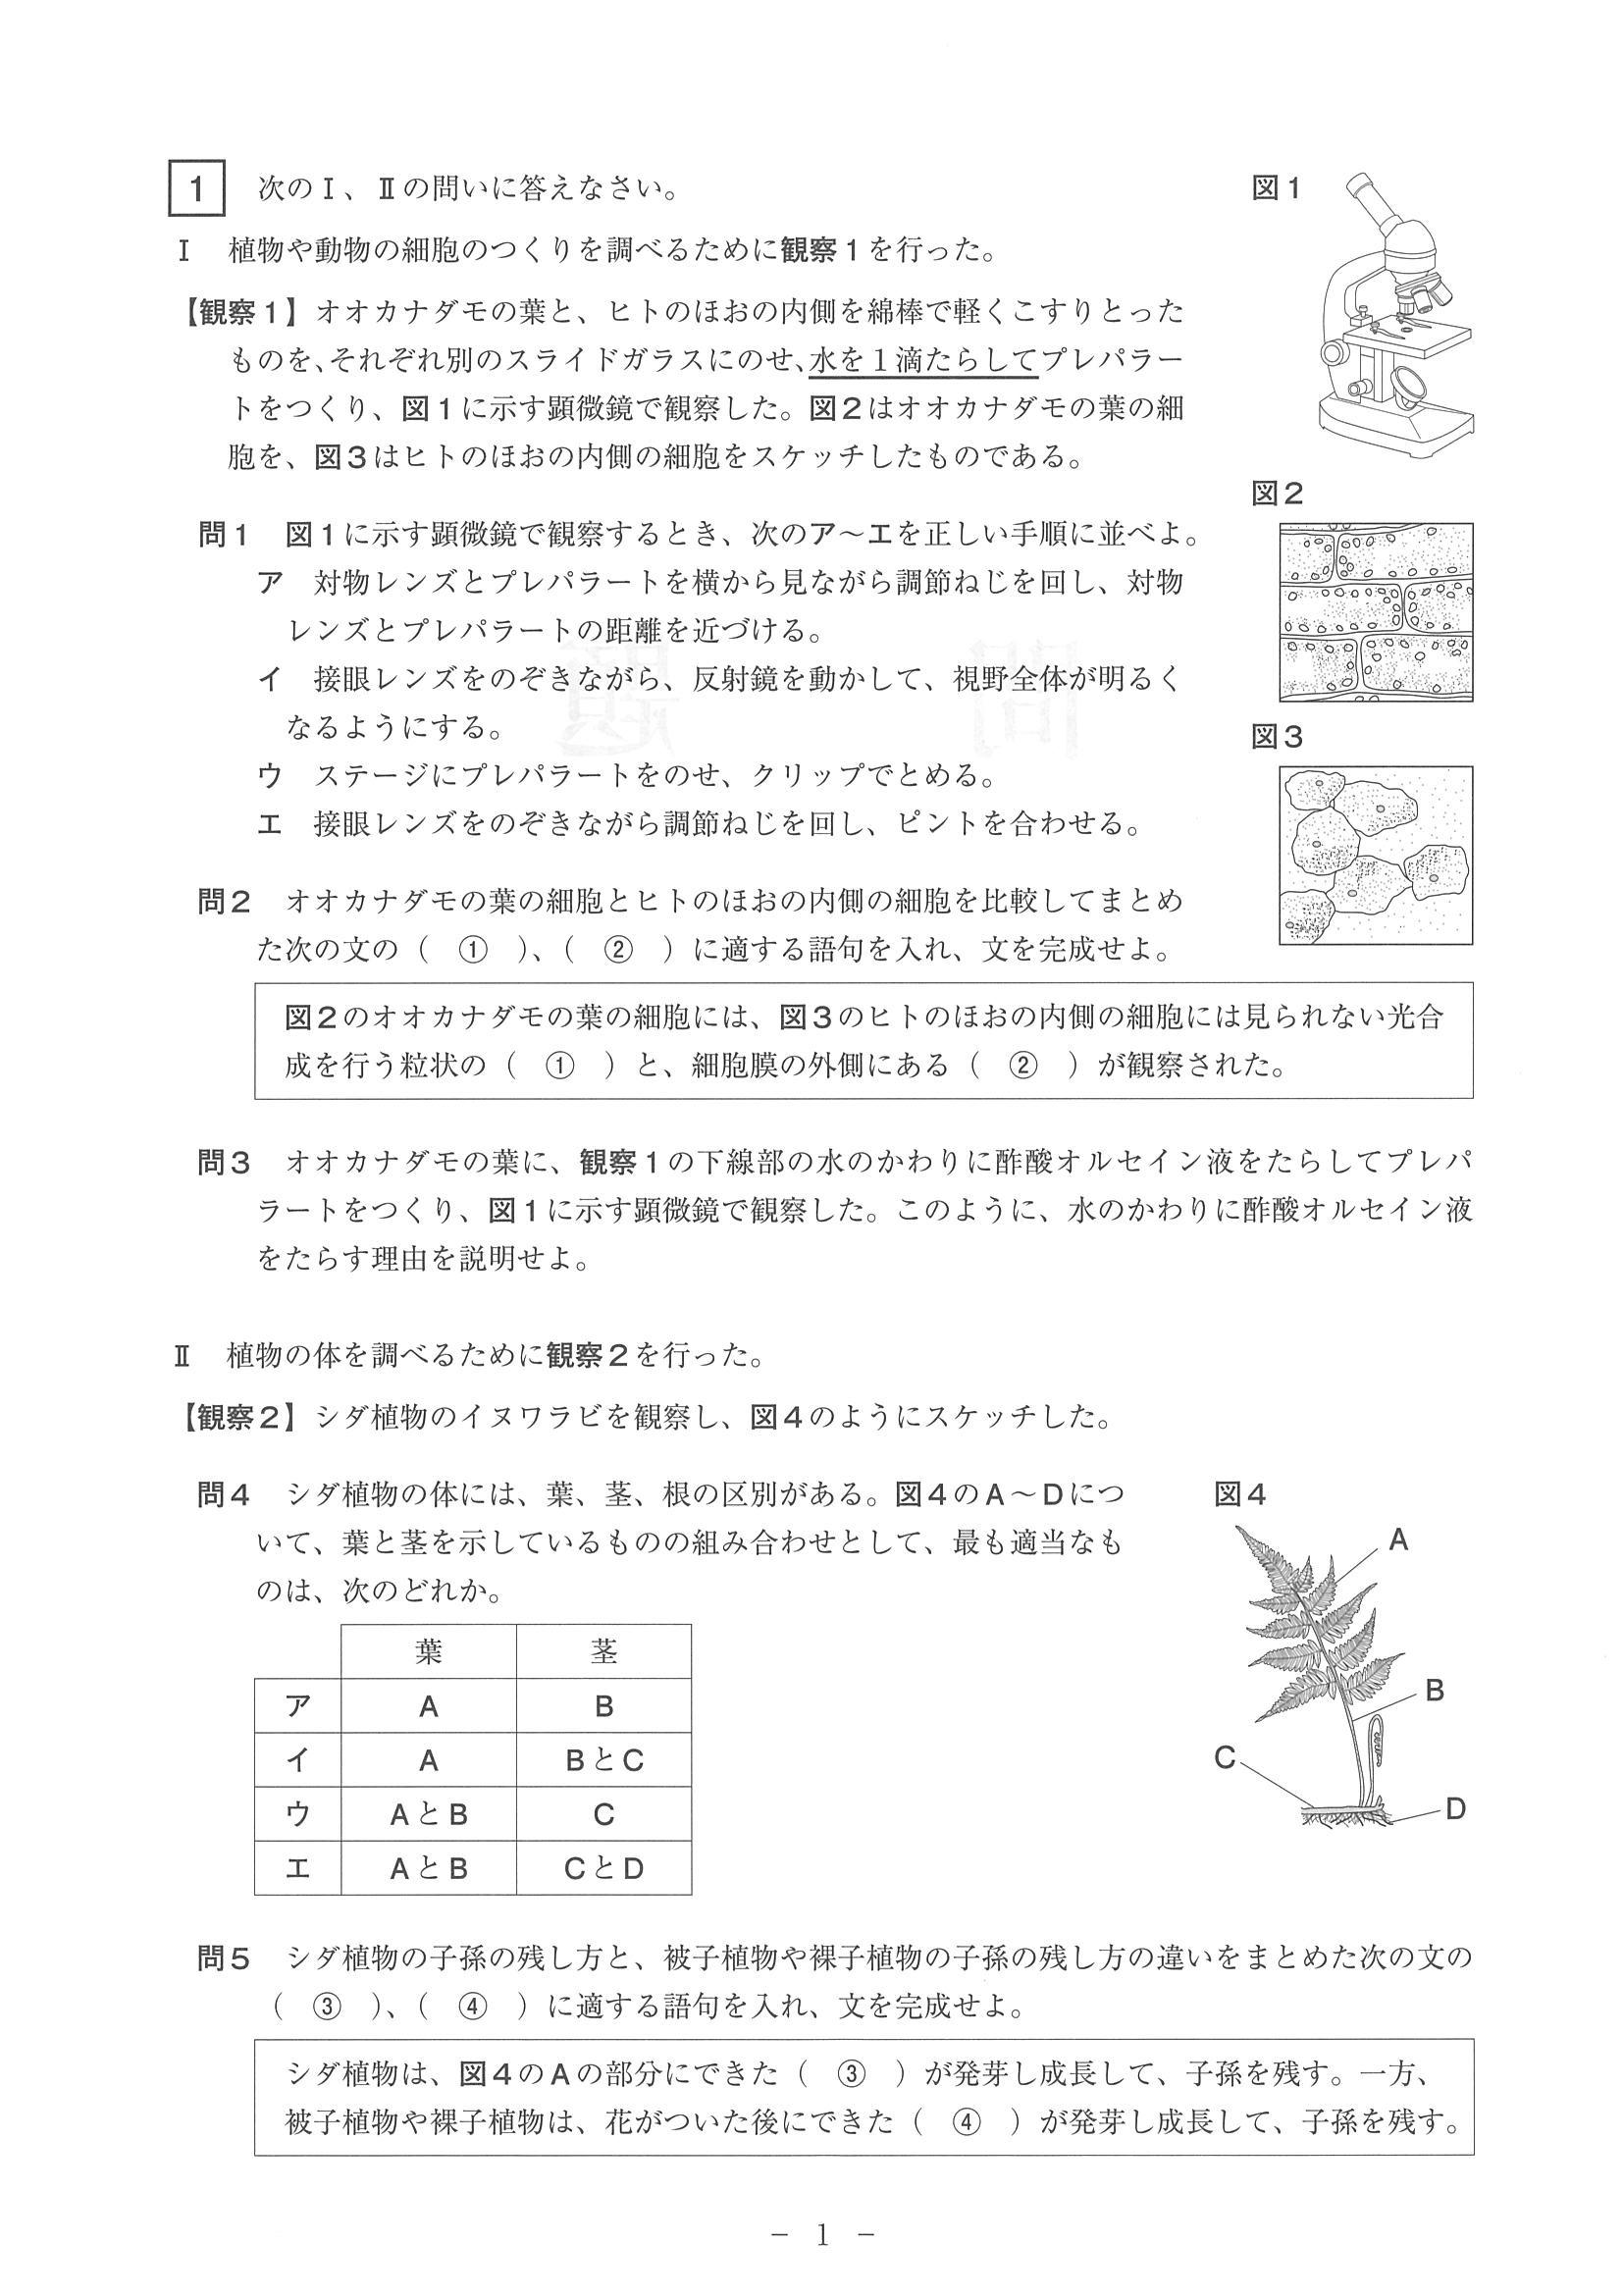 1 次のⅠ、Ⅱの問いに答えなさい。
図1
Ⅰ 植物や動物の細胞のつくりを調べるために観察1を行った。
【観察1】オオカナダモの葉と、ヒトのほおの内側を綿棒で軽くこすりとった
ものを、それぞれ別のスライドガラスにのせ、水を1滴たらしてプレパラー
トをつくり、図1に示す顕微鏡で観察した。図2はオオカナダモの葉の細
胞を、図3はヒトのほおの内側の細胞をスケッチしたものである。
図2
問1 図1に示す顕微鏡で観察するとき、次のア〜エを正しい手順に並べよ。
ア 対物レンズとプレパラートを横から見ながら調節ねじを回し、対物
レンズとプレパラートの距離を近づける。
イ 接眼レンズをのぞきながら、反射鏡を動かして、視野全体が明るく
なるようにする。
図3
ウ ステージにプレパラートをのせ、クリップでとめる。
エ 接眼レンズをのぞきながら調節ねじを回し、ピントを合わせる。
問2 オオカナダモの葉の細胞とヒトのほおの内側の細胞を比較してまとめ
た次の文の( ① )、( ② )に適する語句を入れ、文を完成せよ。
図2のオオカナダモの葉の細胞には、図3のヒトのほおの内側の細胞には見られない光合
成を行う粒状の( ① )と、細胞膜の外側にある( ② )が観察された。
問3 オオカナダモの葉に、観察1の下線部の水のかわりに酢酸オルセイン液をたらしてプレパ
ラートをつくり、図1に示す顕微鏡で観察した。このように、水のかわりに酢酸オルセイン液
をたらす理由を説明せよ。
Ⅱ 植物の体を調べるために観察2を行った。
【観察2】シダ植物のイヌワラビを観察し、図4のようにスケッチした。
問4 シダ植物の体には、葉、茎、根の区別がある。図4のA〜Dにつ
いて、葉と茎を示しているものの組み合わせとして、最も適当なも
のは、次のどれか。
図4
A
B
C
D
葉 茎
ア A B
イ A BとC
ウ AとB C
エ AとB CとD
問5 シダ植物の子孫の残し方と、被子植物や裸子植物の子孫の残し方の違いをまとめた次の文の
( ③ )、( ④ )に適する語句を入れ、文を完成せよ。
シダ植物は、図4のAの部分にできた( ③ )が発芽し成長して、子孫を残す。一方、
被子植物や裸子植物は、花がついた後にできた( ④ )が発芽し成長して、子孫を残す。
－ 1 －